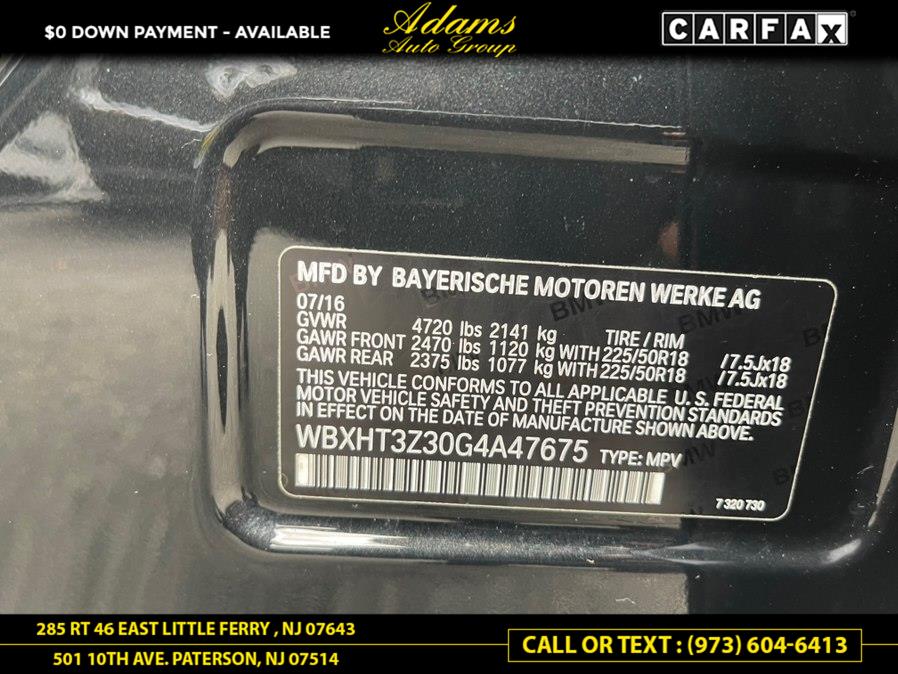 $0 DOWN PAYMENT - AVAILABLE
Adams
Auto Group
CARFAX
MFD BY BAYERISCHE MOTOREN WERKE AG
07/16
GVWR 4720 lbs 2141 kg TIRE / RIM
GAWR FRONT 2470 lbs 1120 kg WITH 225/50R18 /7.5Jx18
GAWR REAR 2375 lbs 1077 kg WITH 225/50R18 /7.5Jx18
THIS VEHICLE CONFORMS TO ALL APPLICABLE U. S. FEDERAL
MOTOR VEHICLE SAFETY AND THEFT PREVENTION STANDARDS
IN EFFECT ON THE DATE OF MANUFACTURE SHOWN ABOVE.
WBXHT3Z30G4A47675 TYPE: MPV
7 320 730
285 RT 46 EAST LITTLE FERRY , NJ 07643
501 10TH AVE. PATERSON, NJ 07514
CALL OR TEXT : (973) 604-6413